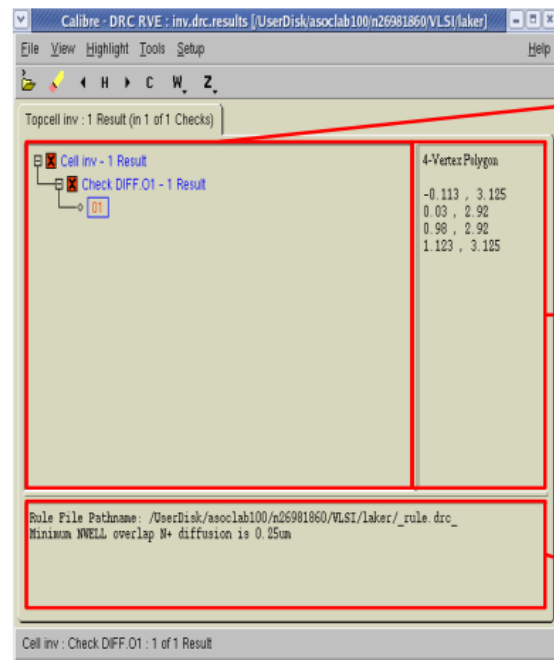 Calibre - DRC RVE : inv.drc.results [/UserDisk/asoclab100/n26981860/VLSI/laker]
File View Highlight Tools Setup Help
H C W Z
Topcell inv : 1 Result (in 1 of 1 Checks)
Cell inv - 1 Result
Check DIFF.O1 - 1 Result
01
4-Vertex Polygon
-0.113 , 3.125
0.03 , 2.92
0.98 , 2.92
1.123 , 3.125
Rule File Pathname: /UserDisk/asoclab100/n26981860/VLSI/laker/_rule.drc_
Minimum NWELL overlap N+ diffusion is 0.25um
Cell inv : Check DIFF.O1 : 1 of 1 Result